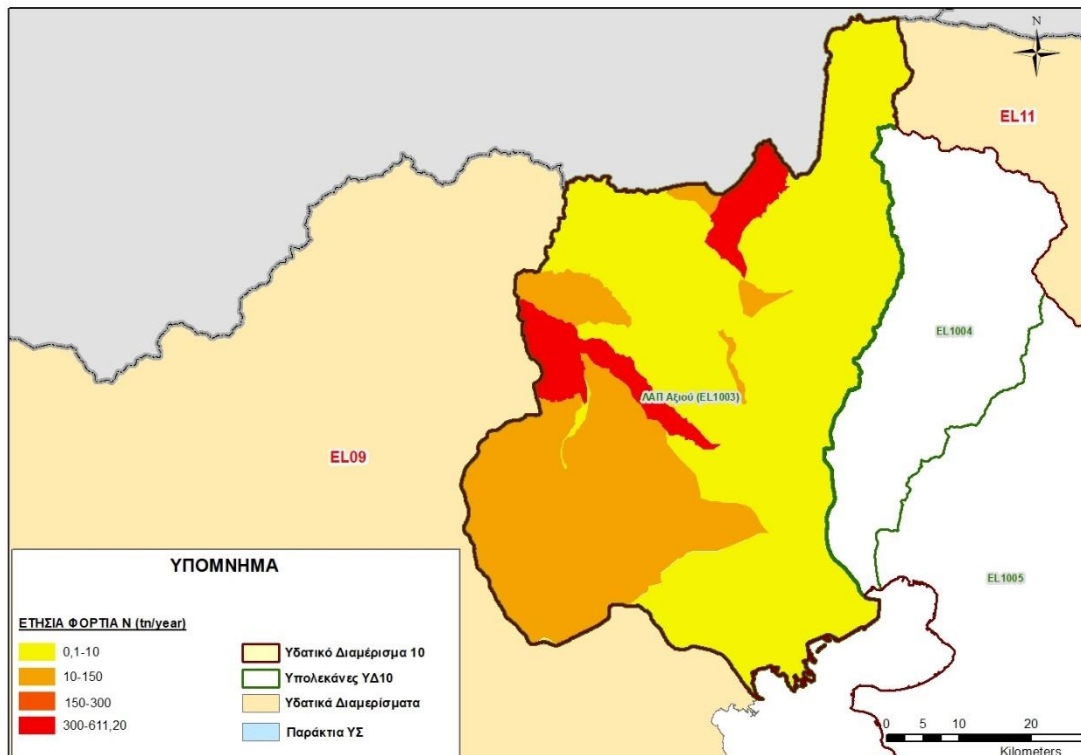 N
EL11
EL1004
ΛΑΠ Αξιού (EL1003)
EL09
EL1005
ΥΠΟΜΝΗΜΑ
ΕΤΗΣΙΑ ΦΟΡΤΙΑ Ν (tn/year)
0,1-10
10-150
150-300
300-611,20
Υδατικό Διαμέρισμα 10
Υπολεκάνες ΥΔ10
Υδατικά Διαμερίσματα
Παράκτια ΥΣ
0 5 10 20
Kilometers